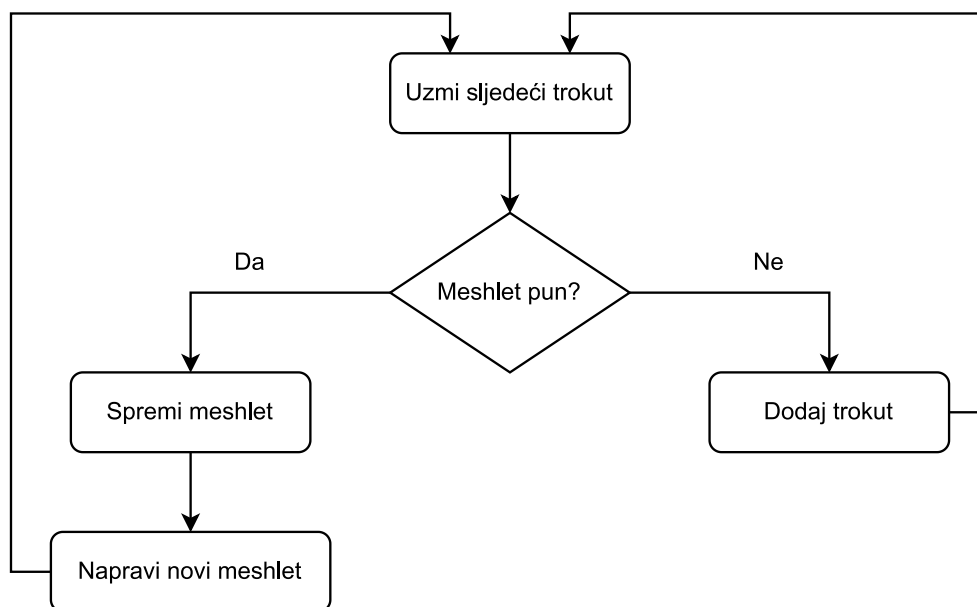 Uzmi sljedeći trokut
Meshlet pun?
Da
Ne
Spremi meshlet
Dodaj trokut
Napravi novi meshlet